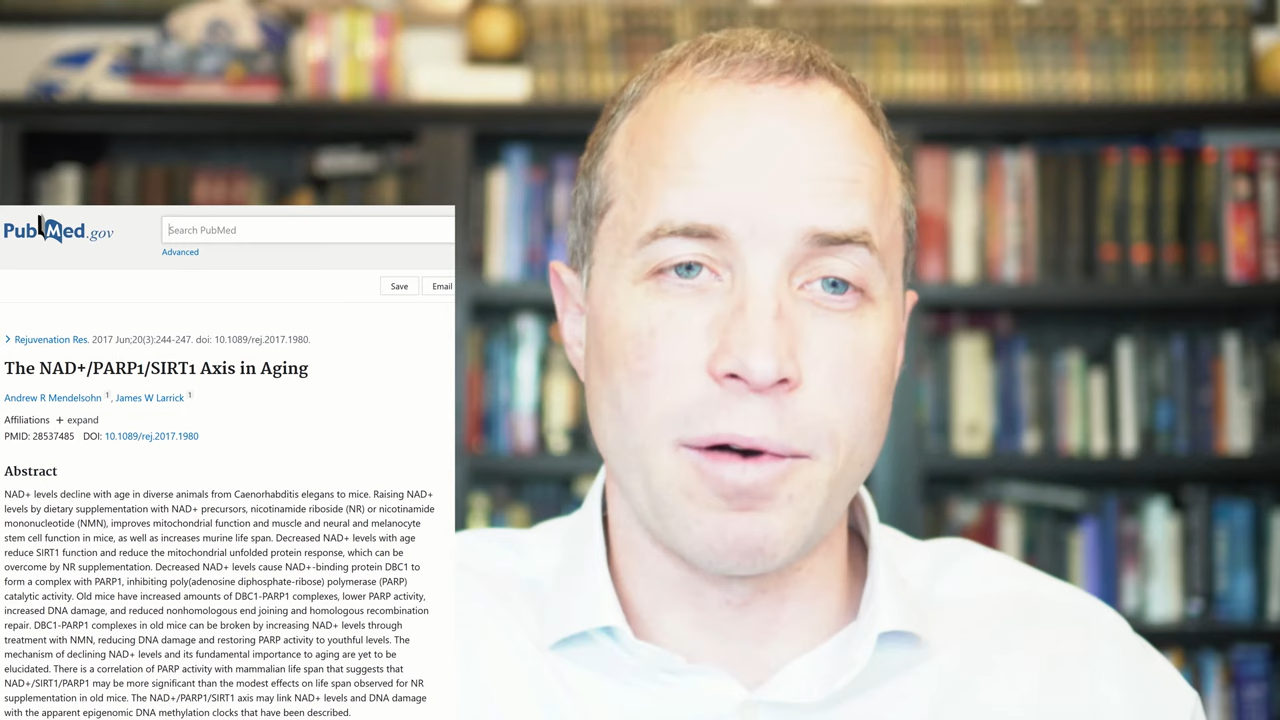 PubMed.gov
Search PubMed
Advanced
Save Email
Rejuvenation Res. 2017 Jun;20(3):244-247. doi: 10.1089/rej.2017.1980.
The NAD+/PARP1/SIRT1 Axis in Aging
Andrew R Mendelsohn 1, James W Larrick 1
Affiliations + expand
PMID: 28537485 DOI: 10.1089/rej.2017.1980
Abstract
NAD+ levels decline with age in diverse animals from Caenorhabditis elegans to mice. Raising NAD+
levels by dietary supplementation with NAD+ precursors, nicotinamide riboside (NR) or nicotinamide
mononucleotide (NMN), improves mitochondrial function and muscle and neural and melanocyte
stem cell function in mice, as well as increases murine life span. Decreased NAD+ levels with age
reduce SIRT1 function and reduce the mitochondrial unfolded protein response, which can be
overcome by NR supplementation. Decreased NAD+ levels cause NAD+-binding protein DBC1 to
form a complex with PARP1, inhibiting poly(adenosine diphosphate-ribose) polymerase (PARP)
catalytic activity. Old mice have increased amounts of DBC1-PARP1 complexes, lower PARP activity,
increased DNA damage, and reduced nonhomologous end joining and homologous recombination
repair. DBC1-PARP1 complexes in old mice can be broken by increasing NAD+ levels through
treatment with NMN, reducing DNA damage and restoring PARP activity to youthful levels. The
mechanism of declining NAD+ levels and its fundamental importance to aging are yet to be
elucidated. There is a correlation of PARP activity with mammalian life span that suggests that
NAD+/SIRT1/PARP1 may be more significant than the modest effects on life span observed for NR
supplementation in old mice. The NAD+/PARP1/SIRT1 axis may link NAD+ levels and DNA damage
with the apparent epigenomic DNA methylation clocks that have been described.